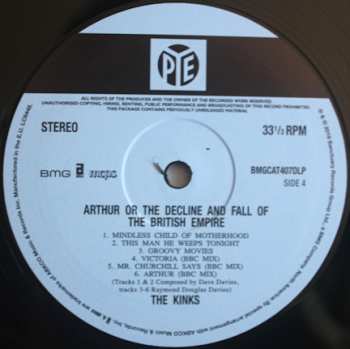 PYE
ALL RIGHTS OF THE PRODUCER AND THE OWNER OF THE RECORDED WORK RESERVED.
UNAUTHORISED COPYING, HIRING, RENTING, PUBLIC PERFORMANCE AND BROADCASTING OF THIS RECORD PROHIBITED.
THIS PACKAGE CONTAINS PREVIOUSLY UNRELEASED MATERIAL.
STEREO
33⅓ RPM
BMG
BMGCAT407DLP
SIDE 4
ARTHUR OR THE DECLINE AND FALL OF
THE BRITISH EMPIRE
1. MINDLESS CHILD OF MOTHERHOOD
2. THIS MAN HE WEEPS TONIGHT
3. GROOVY MOVIES
4. VICTORIA (BBC MIX)
5. MR. CHURCHILL SAYS (BBC MIX)
6. ARTHUR (BBC MIX)
(Tracks 1 & 2 Composed by Dave Davies,
tracks 3-6 Raymond Douglas Davies)
THE KINKS